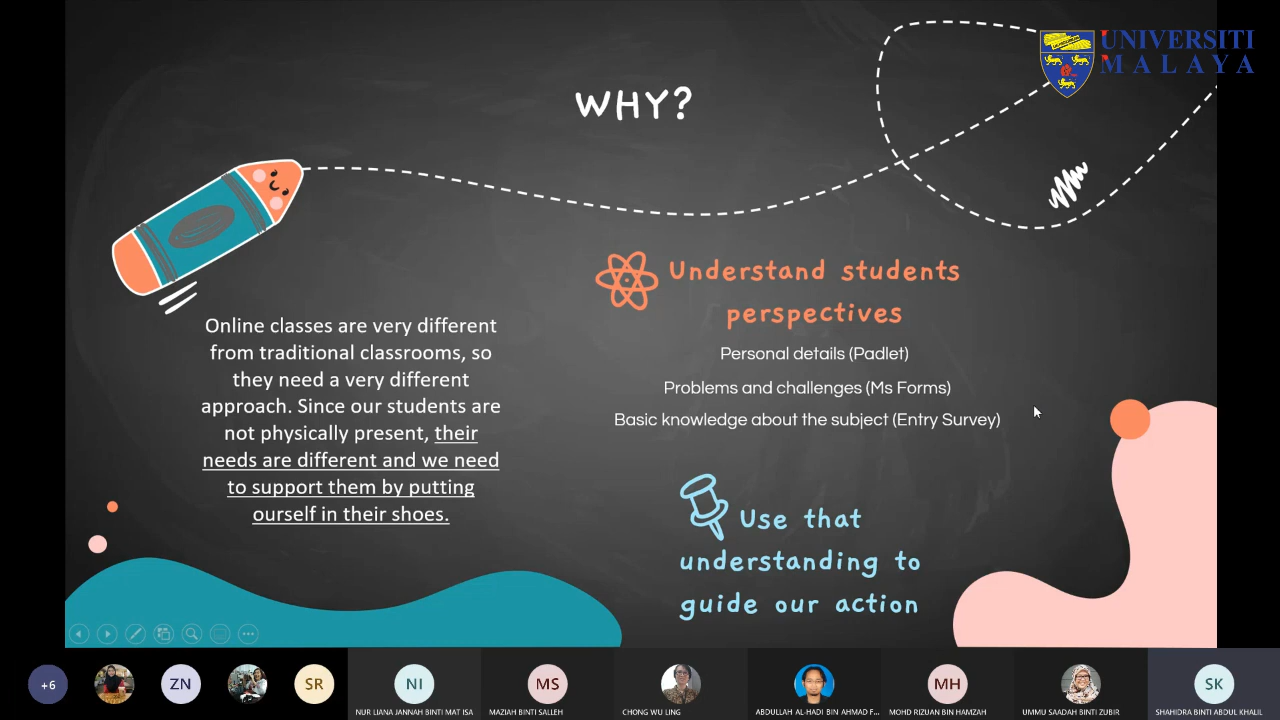 UNIVERSITI
MALAYA
WHY?
Online classes are very different
from traditional classrooms, so
they need a very different
approach. Since our students are
not physically present, their
needs are different and we need
to support them by putting
ourself in their shoes.
Understand students
perspectives
Personal details (Padlet)
Problems and challenges (Ms Forms)
Basic knowledge about the subject (Entry Survey)
Use that
understanding to
guide our action
+6
ZN
SR
NI
MS
MH
SK
NUR LIANA JANNAH BINTI MAT ISA
MAZIAH BINTI SALLEH
CHONG WU LING
ABDULLAH AL-HADI BIN AHMAD F...
MOHD RIZUAN BIN HAMZAH
UMMU SAADAH BINTI ZUBIR
SHAHIDRA BINTI ABDUL KHALIL